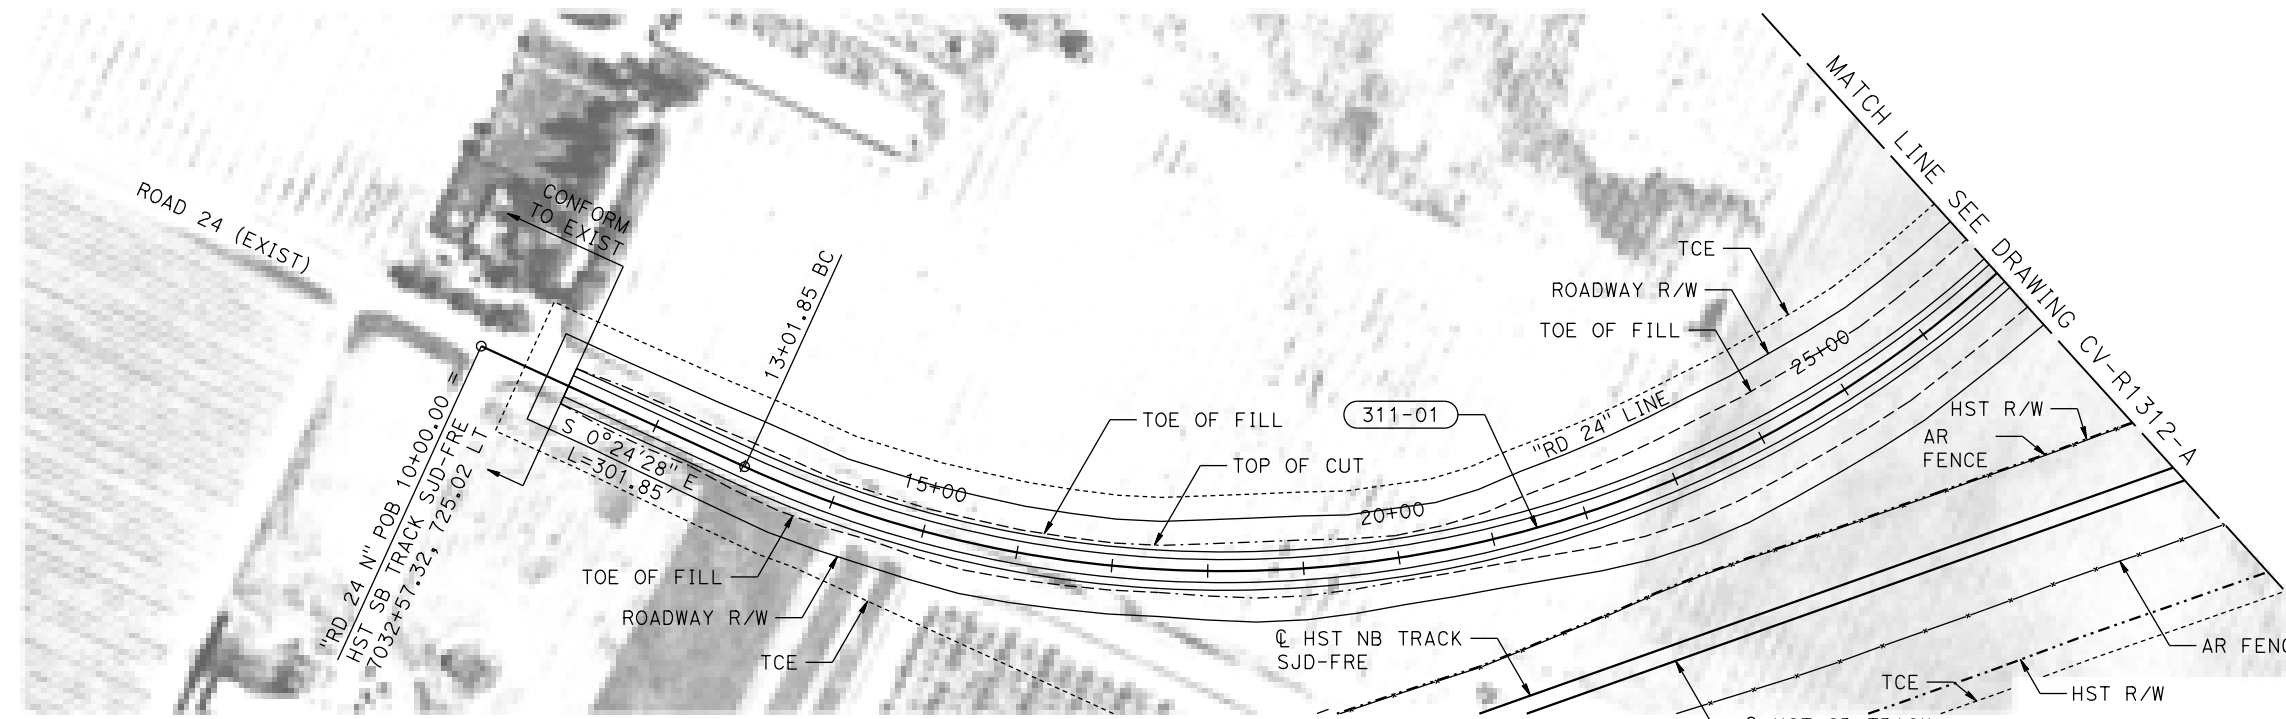 MATCH LINE SEE DRAWING CV-R1312-A
ROAD 24 (EXIST)
CONFORM
TO EXIST
13+01.85 BC
TCE
ROADWAY R/W
TOE OF FILL
25+00
"RD 24" LINE
HST R/W
AR
FENCE
311-01
TOE OF FILL
TOP OF CUT
15+00
20+00
S 0°24'28" E
L=301.85'
"RD 24 N" POB 10+00.00 =
HST SB TRACK SJD-FRE
7032+57.32, 725.02 LT
TOE OF FILL
ROADWAY R/W
TCE
℄ HST NB TRACK
SJD-FRE
AR FENC
TCE
HST R/W